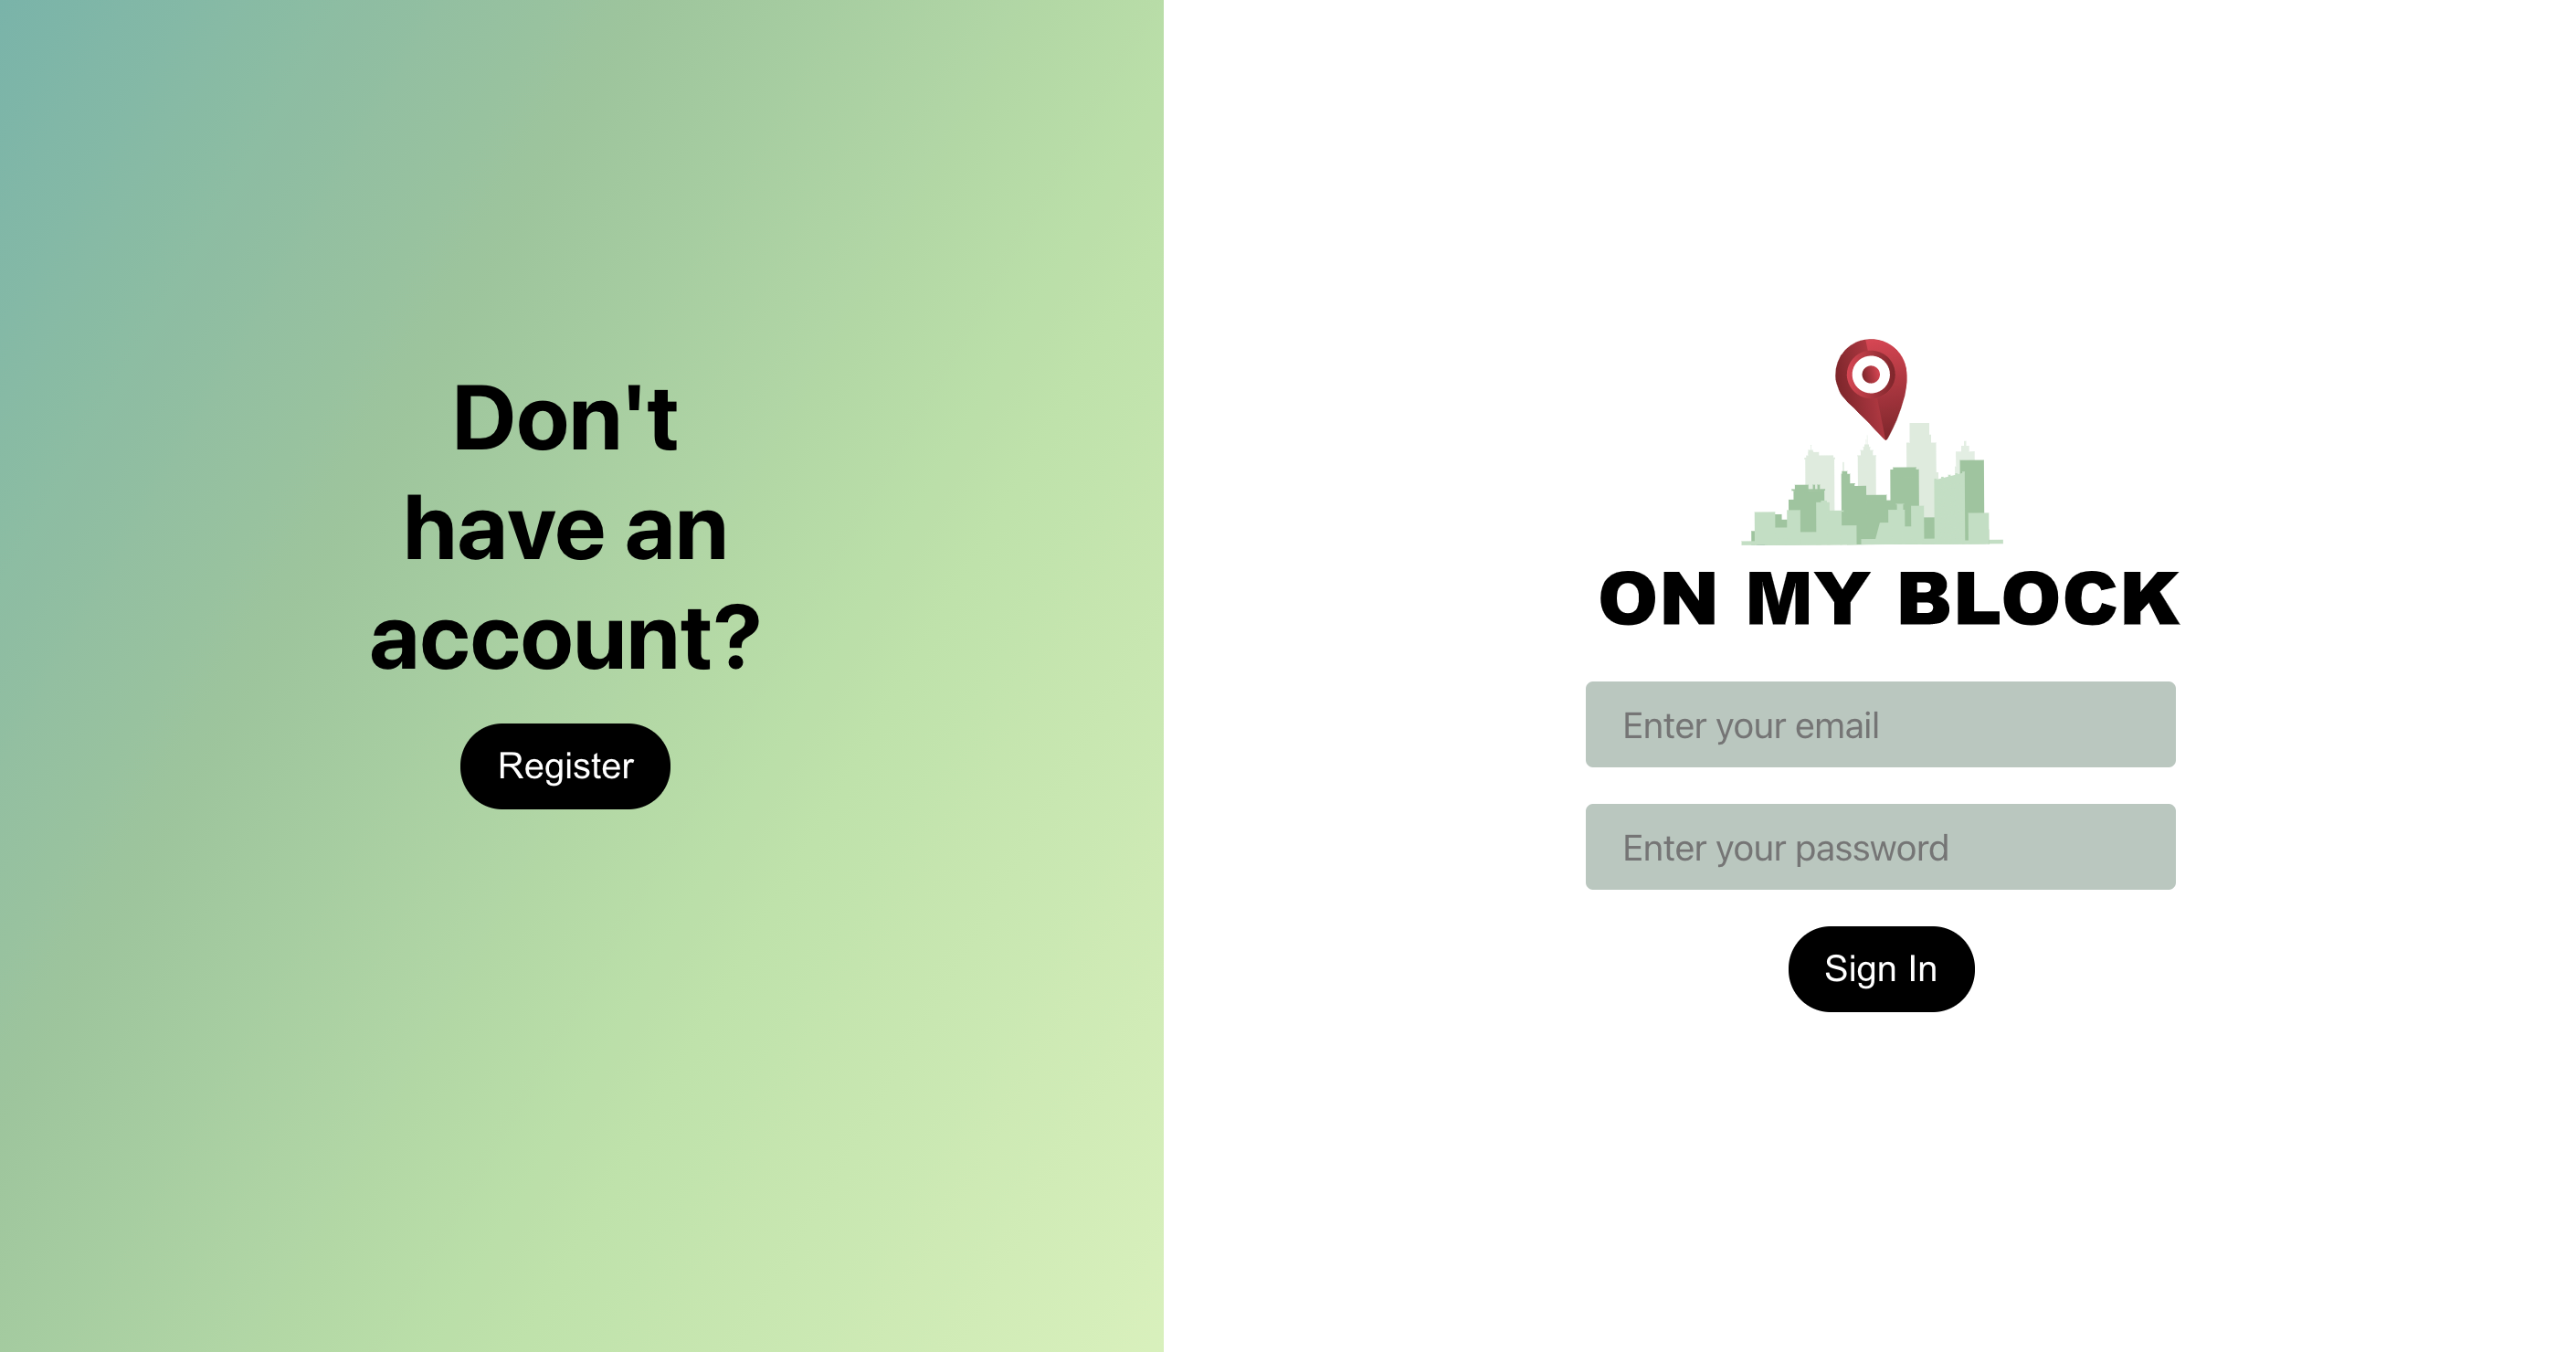 Don't
have an
account?
Register
ON MY BLOCK
Enter your email
Enter your password
Sign In